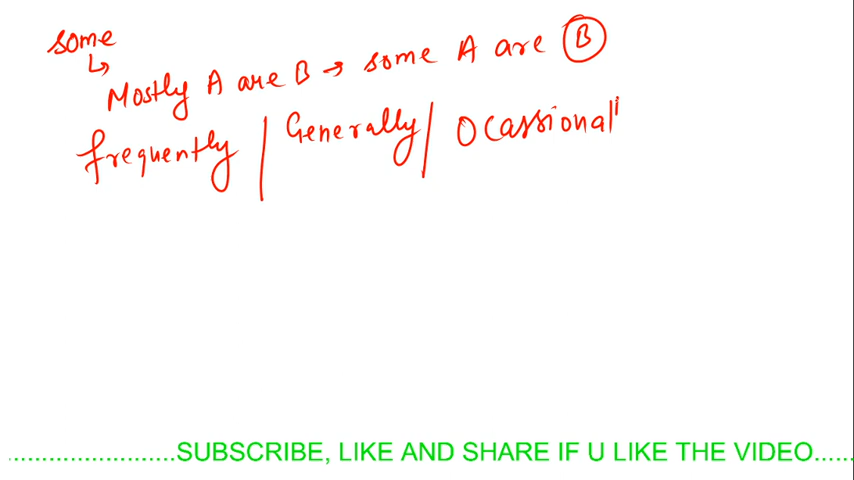 some
↳ Mostly A are B → some A are B
frequently / Generally / Ocassionall
........................SUBSCRIBE, LIKE AND SHARE IF U LIKE THE VIDEO......